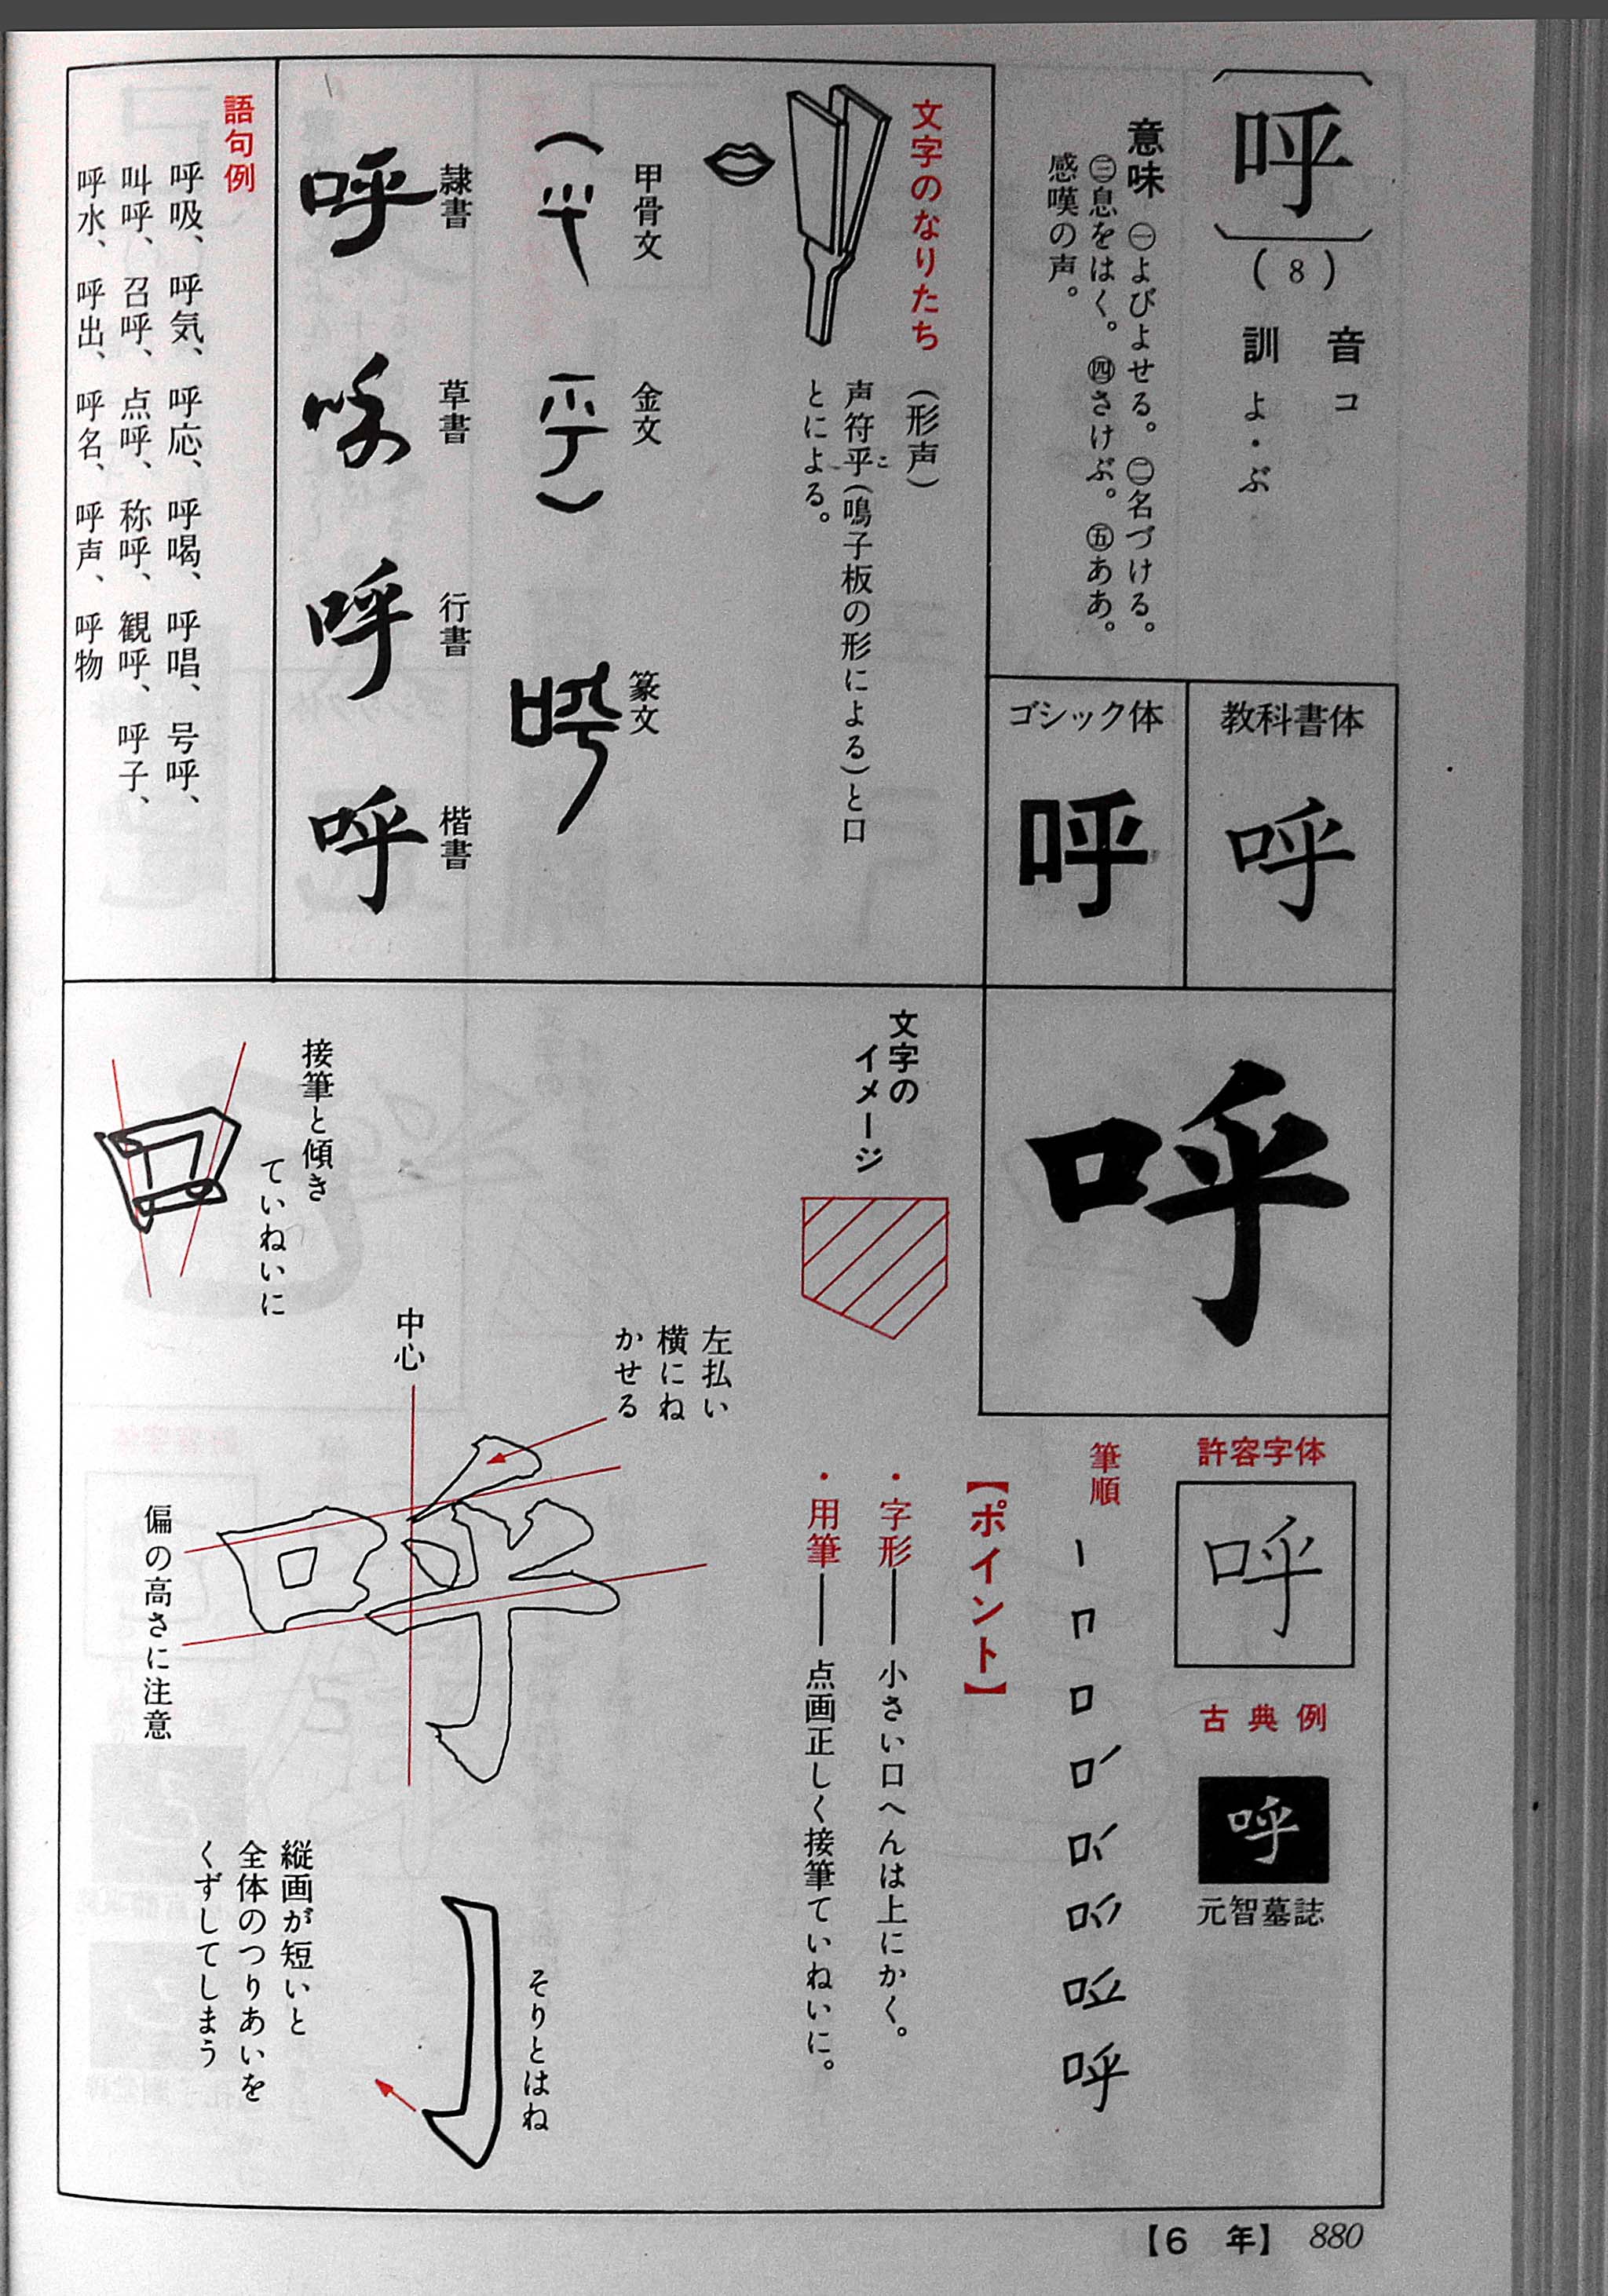 〔呼〕(8)
音 コ
訓 よ・ぶ
意味 ㊀よびよせる。㊁名づける。
㊂息をはく。㊃さけぶ。㊄ああ。
感嘆の声。
教科書体
呼
ゴシック体
呼
文字のなりたち
(形声)
声符乎(鳴子板の形による)と口
こ
とによる。
甲骨文
金文
篆文
隷書
呼
草書
呼
行書
呼
楷書
呼
語句例
呼吸、呼気、呼応、呼喝、呼唱、号呼、
叫呼、召呼、点呼、称呼、観呼、呼子、
呼水、呼出、呼名、呼声、呼物
呼
許容字体
呼
古典例
呼
元智墓誌
筆順
呼
【ポイント】
・字形――小さい口へんは上にかく。
・用筆――点画正しく接筆ていねいに。
文字の
イメージ
左払い
横にね
かせる
中心
接筆と傾き
ていねいに
偏の高さに注意
そりとはね
縦画が短いと
全体のつりあいを
くずしてしまう
【6 年】 880